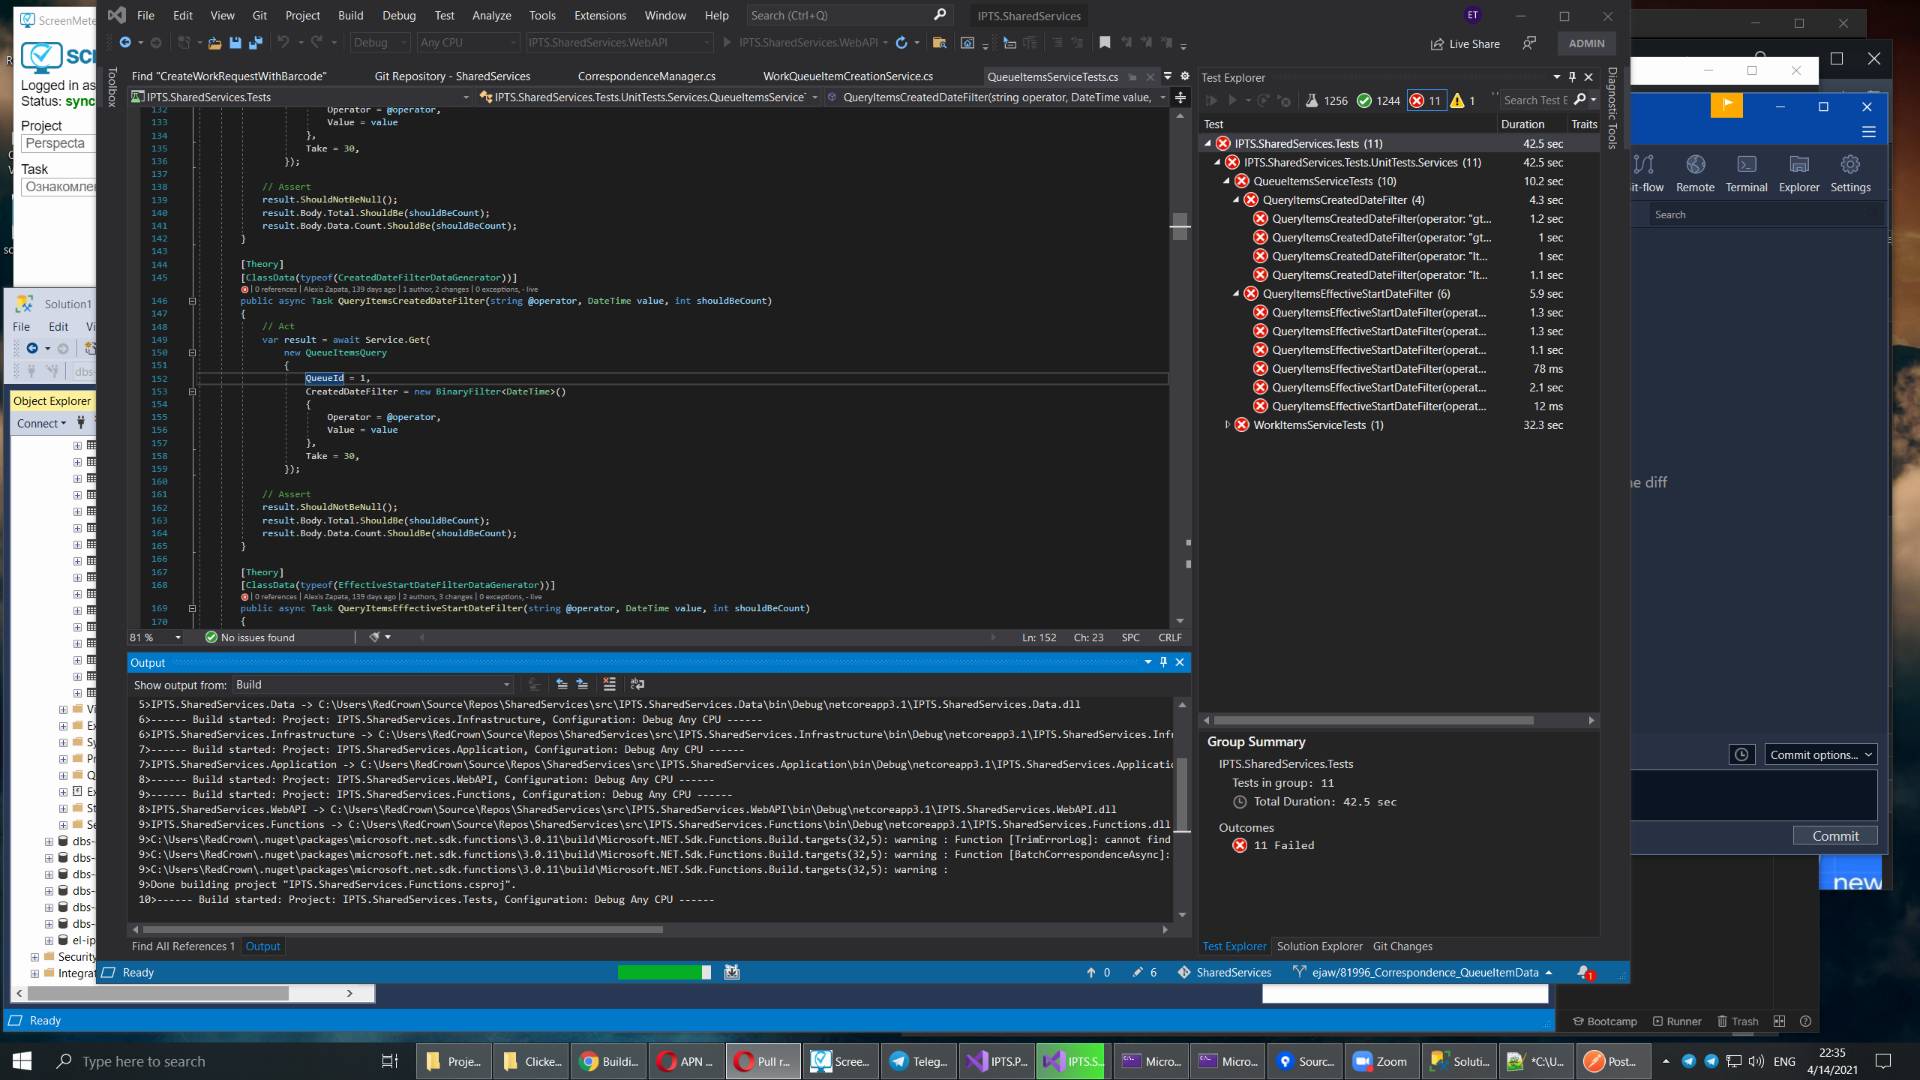 File Edit View Git Project Build Debug Test Analyze Tools Extensions Window Help Search (Ctrl+Q) IPTS.SharedServices ET
Debug Any CPU IPTS.SharedServices.WebAPI IPTS.SharedServices.WebAPI Live Share ADMIN
Find "CreateWorkRequestWithBarcode" Git Repository - SharedServices CorrespondenceManager.cs WorkQueueItemCreationService.cs QueueItemsServiceTests.cs
IPTS.SharedServices.Tests IPTS.SharedServices.Tests.UnitTests.Services.QueueItemsService QueryItemsCreatedDateFilter(string operator, DateTime value,
132 Operator = @operator,
133 Value = value
134 },
135 Take = 30,
136 });
137
138 // Assert
139 result.ShouldNotBeNull();
140 result.Body.Total.ShouldBe(shouldBeCount);
141 result.Body.Data.Count.ShouldBe(shouldBeCount);
142 }
143
144 [Theory]
145 [ClassData(typeof(CreatedDateFilterDataGenerator))]
0 references | Alexis Zapata, 139 days ago | 1 author, 2 changes | 0 exceptions, - live
146 public async Task QueryItemsCreatedDateFilter(string @operator, DateTime value, int shouldBeCount)
147 {
148 // Act
149 var result = await Service.Get(
150 new QueueItemsQuery
151 {
152 QueueId = 1,
153 CreatedDateFilter = new BinaryFilter<DateTime>()
154 {
155 Operator = @operator,
156 Value = value
157 },
158 Take = 30,
159 });
160
161 // Assert
162 result.ShouldNotBeNull();
163 result.Body.Total.ShouldBe(shouldBeCount);
164 result.Body.Data.Count.ShouldBe(shouldBeCount);
165 }
166
167 [Theory]
168 [ClassData(typeof(EffectiveStartDateFilterDataGenerator))]
0 references | Alexis Zapata, 139 days ago | 2 authors, 3 changes | 0 exceptions, - live
169 public async Task QueryItemsEffectiveStartDateFilter(string @operator, DateTime value, int shouldBeCount)
170 {
81 % No issues found Ln: 152 Ch: 23 SPC CRLF
Output
Show output from: Build
5>IPTS.SharedServices.Data -> C:\Users\RedCrown\Source\Repos\SharedServices\src\IPTS.SharedServices.Data\bin\Debug\netcoreapp3.1\IPTS.SharedServices.Data.dll
6>------ Build started: Project: IPTS.SharedServices.Infrastructure, Configuration: Debug Any CPU ------
6>IPTS.SharedServices.Infrastructure -> C:\Users\RedCrown\Source\Repos\SharedServices\src\IPTS.SharedServices.Infrastructure\bin\Debug\netcoreapp3.1\IPTS.SharedServices.Infr
7>------ Build started: Project: IPTS.SharedServices.Application, Configuration: Debug Any CPU ------
7>IPTS.SharedServices.Application -> C:\Users\RedCrown\Source\Repos\SharedServices\src\IPTS.SharedServices.Application\bin\Debug\netcoreapp3.1\IPTS.SharedServices.Applicatio
8>------ Build started: Project: IPTS.SharedServices.WebAPI, Configuration: Debug Any CPU ------
9>------ Build started: Project: IPTS.SharedServices.Functions, Configuration: Debug Any CPU ------
8>IPTS.SharedServices.WebAPI -> C:\Users\RedCrown\Source\Repos\SharedServices\src\IPTS.SharedServices.WebAPI\bin\Debug\netcoreapp3.1\IPTS.SharedServices.WebAPI.dll
9>IPTS.SharedServices.Functions -> C:\Users\RedCrown\Source\Repos\SharedServices\src\IPTS.SharedServices.Functions\bin\Debug\netcoreapp3.1\IPTS.SharedServices.Functions.dll
9>C:\Users\RedCrown\.nuget\packages\microsoft.net.sdk.functions\3.0.11\build\Microsoft.NET.Sdk.Functions.Build.targets(32,5): warning : Function [TrimErrorLog]: cannot find
9>C:\Users\RedCrown\.nuget\packages\microsoft.net.sdk.functions\3.0.11\build\Microsoft.NET.Sdk.Functions.Build.targets(32,5): warning : Function [BatchCorrespondenceAsync]:
9>C:\Users\RedCrown\.nuget\packages\microsoft.net.sdk.functions\3.0.11\build\Microsoft.NET.Sdk.Functions.Build.targets(32,5): warning :
9>Done building project "IPTS.SharedServices.Functions.csproj".
10>------ Build started: Project: IPTS.SharedServices.Tests, Configuration: Debug Any CPU ------
Find All References 1 Output
Ready 0 6 SharedServices ejaw/81996_Correspondence_QueueItemData 1
Toolbox
Test Explorer
1256 1244 11 1 Search Test E
Test Duration Traits
IPTS.SharedServices.Tests (11) 42.5 sec
IPTS.SharedServices.Tests.UnitTests.Services (11) 42.5 sec
QueueItemsServiceTests (10) 10.2 sec
QueryItemsCreatedDateFilter (4) 4.3 sec
QueryItemsCreatedDateFilter(operator: "gt... 1.2 sec
QueryItemsCreatedDateFilter(operator: "gt... 1 sec
QueryItemsCreatedDateFilter(operator: "lt... 1 sec
QueryItemsCreatedDateFilter(operator: "lt... 1.1 sec
QueryItemsEffectiveStartDateFilter (6) 5.9 sec
QueryItemsEffectiveStartDateFilter(operat... 1.3 sec
QueryItemsEffectiveStartDateFilter(operat... 1.3 sec
QueryItemsEffectiveStartDateFilter(operat... 1.1 sec
QueryItemsEffectiveStartDateFilter(operat... 78 ms
QueryItemsEffectiveStartDateFilter(operat... 2.1 sec
QueryItemsEffectiveStartDateFilter(operat... 12 ms
WorkItemsServiceTests (1) 32.3 sec
Group Summary
IPTS.SharedServices.Tests
Tests in group: 11
Total Duration: 42.5 sec
Outcomes
11 Failed
Test Explorer Solution Explorer Git Changes
Diagnostic Tools
ScreenMete
Logged in as
Status: sync
Project
Perspecta
Task
Ознакомле
Solution1
File Edit Vi
dbs-
Object Explorer
Connect
Security
Integrat
Ready
it-flow Remote Terminal Explorer Settings
Search
e diff
Commit options...
Commit
new
Bootcamp Runner Trash
Type here to search Proje... Clicke... Buildi... APN ... Pull r... Scree... Teleg... IPTS.P... IPTS.S... Micro... Micro... Sourc... Zoom Soluti... *C:\U... Post... ENG 22:35
4/14/2021